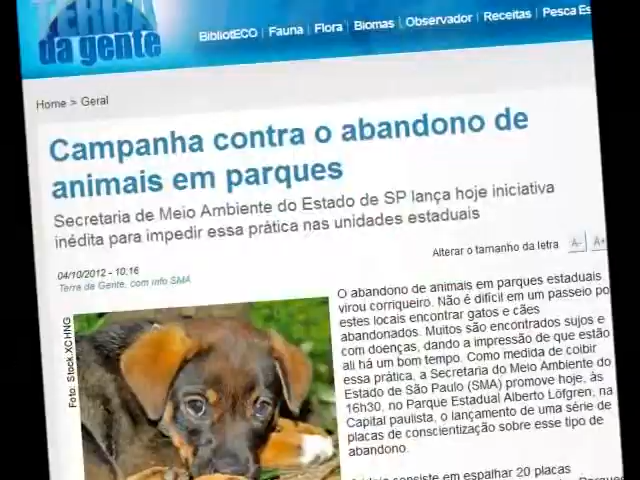 TERRA
da gente
BibliotECO | Fauna | Flora | Biomas | Observador | Receitas | Pesca Es
Home > Geral
Campanha contra o abandono de
animais em parques
Secretaria de Meio Ambiente do Estado de SP lança hoje iniciativa
inédita para impedir essa prática nas unidades estaduais
Alterar o tamanho da letra A- A+
04/10/2012 - 10:16
Terra da Gente, com info SMA
Foto: Stock.XCHNG
O abandono de animais em parques estaduais
virou corriqueiro. Não é difícil em um passeio po
estes locais encontrar gatos e cães
abandonados. Muitos são encontrados sujos e
com doenças, dando a impressão de que estão
ali há um bom tempo. Como medida de coibir
essa prática, a Secretaria do Meio Ambiente do
Estado de São Paulo (SMA) promove hoje, às
16h30, no Parque Estadual Alberto Löfgren, na
Capital paulista, o lançamento de uma série de
placas de conscientização sobre esse tipo de
abandono.
consiste em espalhar 20 placas